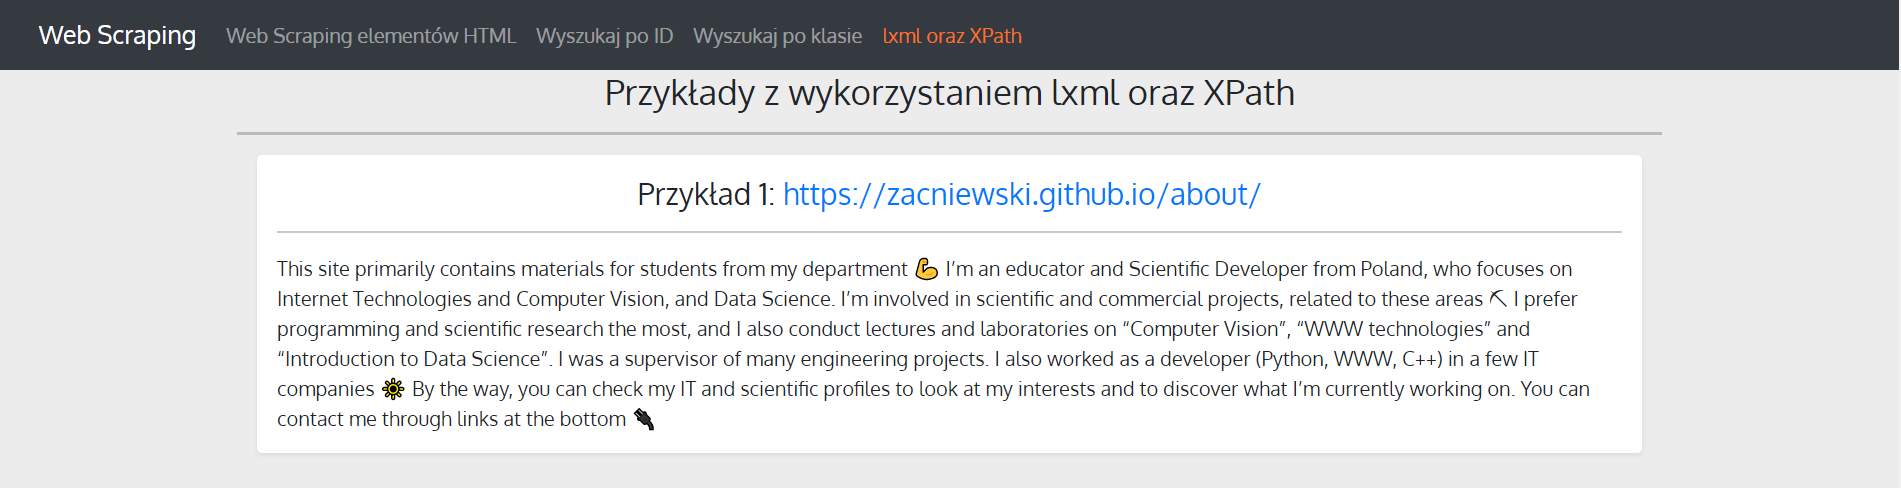 Web Scraping Web Scraping elementów HTML Wyszukaj po ID Wyszukaj po klasie lxml oraz XPath
Przykłady z wykorzystaniem lxml oraz XPath
Przykład 1: https://zacniewski.github.io/about/
This site primarily contains materials for students from my department 💪 I’m an educator and Scientific Developer from Poland, who focuses on
Internet Technologies and Computer Vision, and Data Science. I’m involved in scientific and commercial projects, related to these areas ⛏ I prefer
programming and scientific research the most, and I also conduct lectures and laboratories on “Computer Vision”, “WWW technologies” and
“Introduction to Data Science”. I was a supervisor of many engineering projects. I also worked as a developer (Python, WWW, C++) in a few IT
companies 🔅 By the way, you can check my IT and scientific profiles to look at my interests and to discover what I’m currently working on. You can
contact me through links at the bottom 🔌